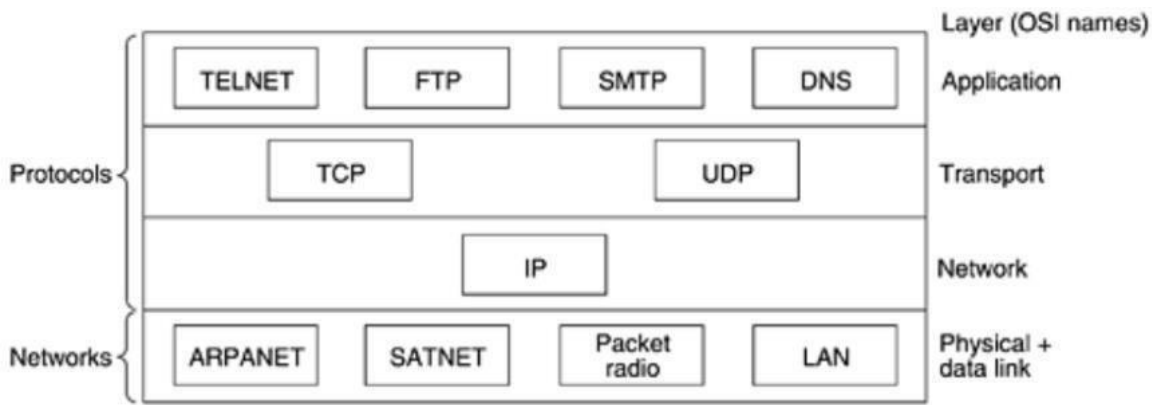 Layer (OSI names)
TELNET FTP SMTP DNS Application
Protocols TCP UDP Transport
IP Network
Networks ARPANET SATNET Packet radio LAN Physical + data link